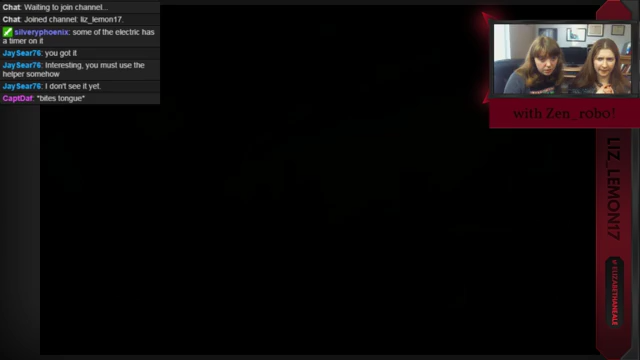 Chat: Waiting to join channel...
Chat: Joined channel: liz_lemon17.
silveryphoenix: some of the electric has
a timer on it
JaySear76: you got it
JaySear76: Interesting, you must use the
helper somehow
JaySear76: I don't see it yet.
CaptDaf: *bites tongue*
with Zen_robo!
LIZ_LEMON17
@ELIZABTHANEALE